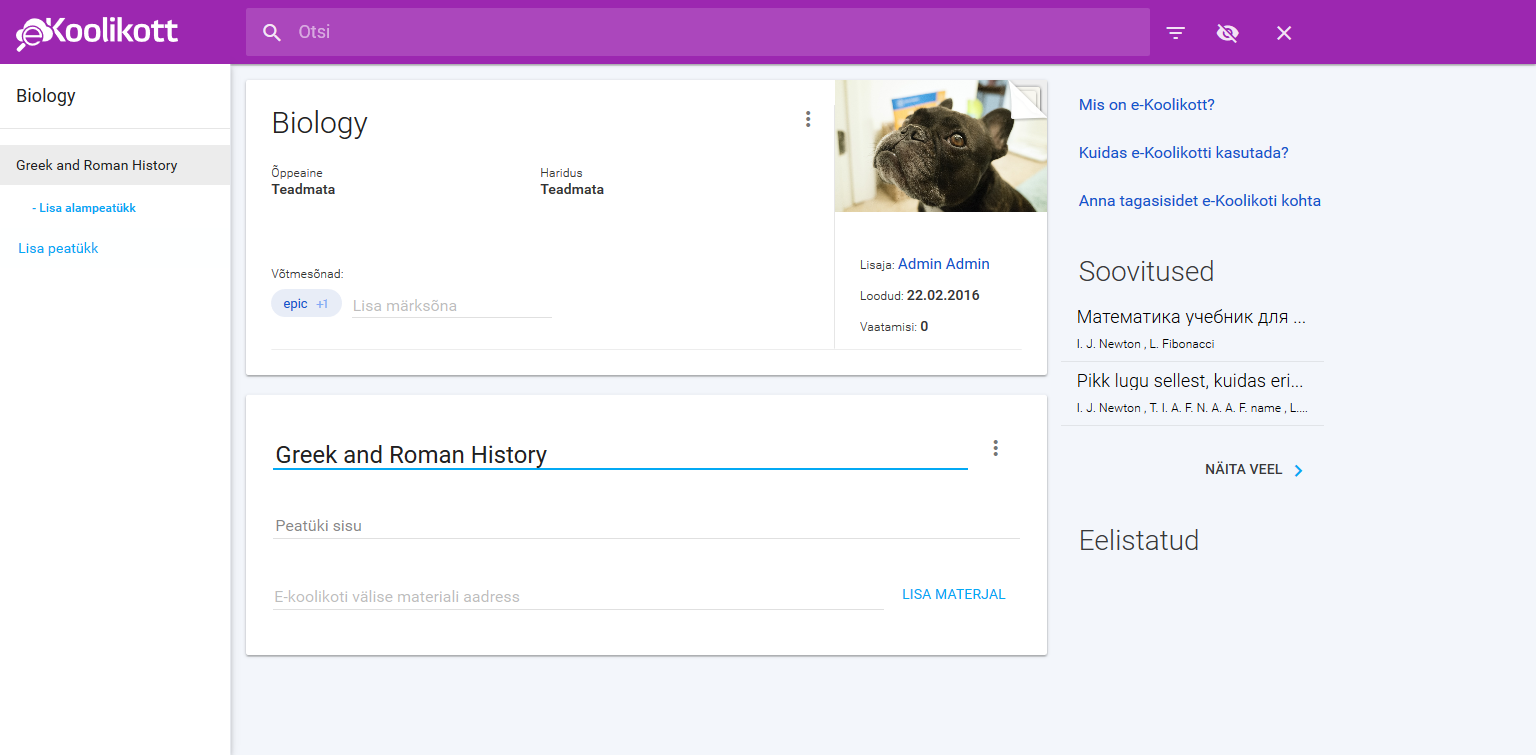 eKoolikott
Otsi
Biology
Greek and Roman History
- Lisa alampeatükk
Lisa peatükk
Biology
Õppeaine
Teadmata
Haridus
Teadmata
Võtmesõnad:
epic +1
Lisa märksõna
Lisaja: Admin Admin
Loodud: 22.02.2016
Vaatamisi: 0
Greek and Roman History
Peatüki sisu
E-koolikoti välise materiali aadress
LISA MATERJAL
Mis on e-Koolikott?
Kuidas e-Koolikotti kasutada?
Anna tagasisidet e-Koolikoti kohta
Soovitused
Математика учебник для ...
I. J. Newton , L. Fibonacci
Pikk lugu sellest, kuidas eri...
I. J. Newton , T. I. A. F. N. A. A. F. name , L....
NÄITA VEEL
Eelistatud